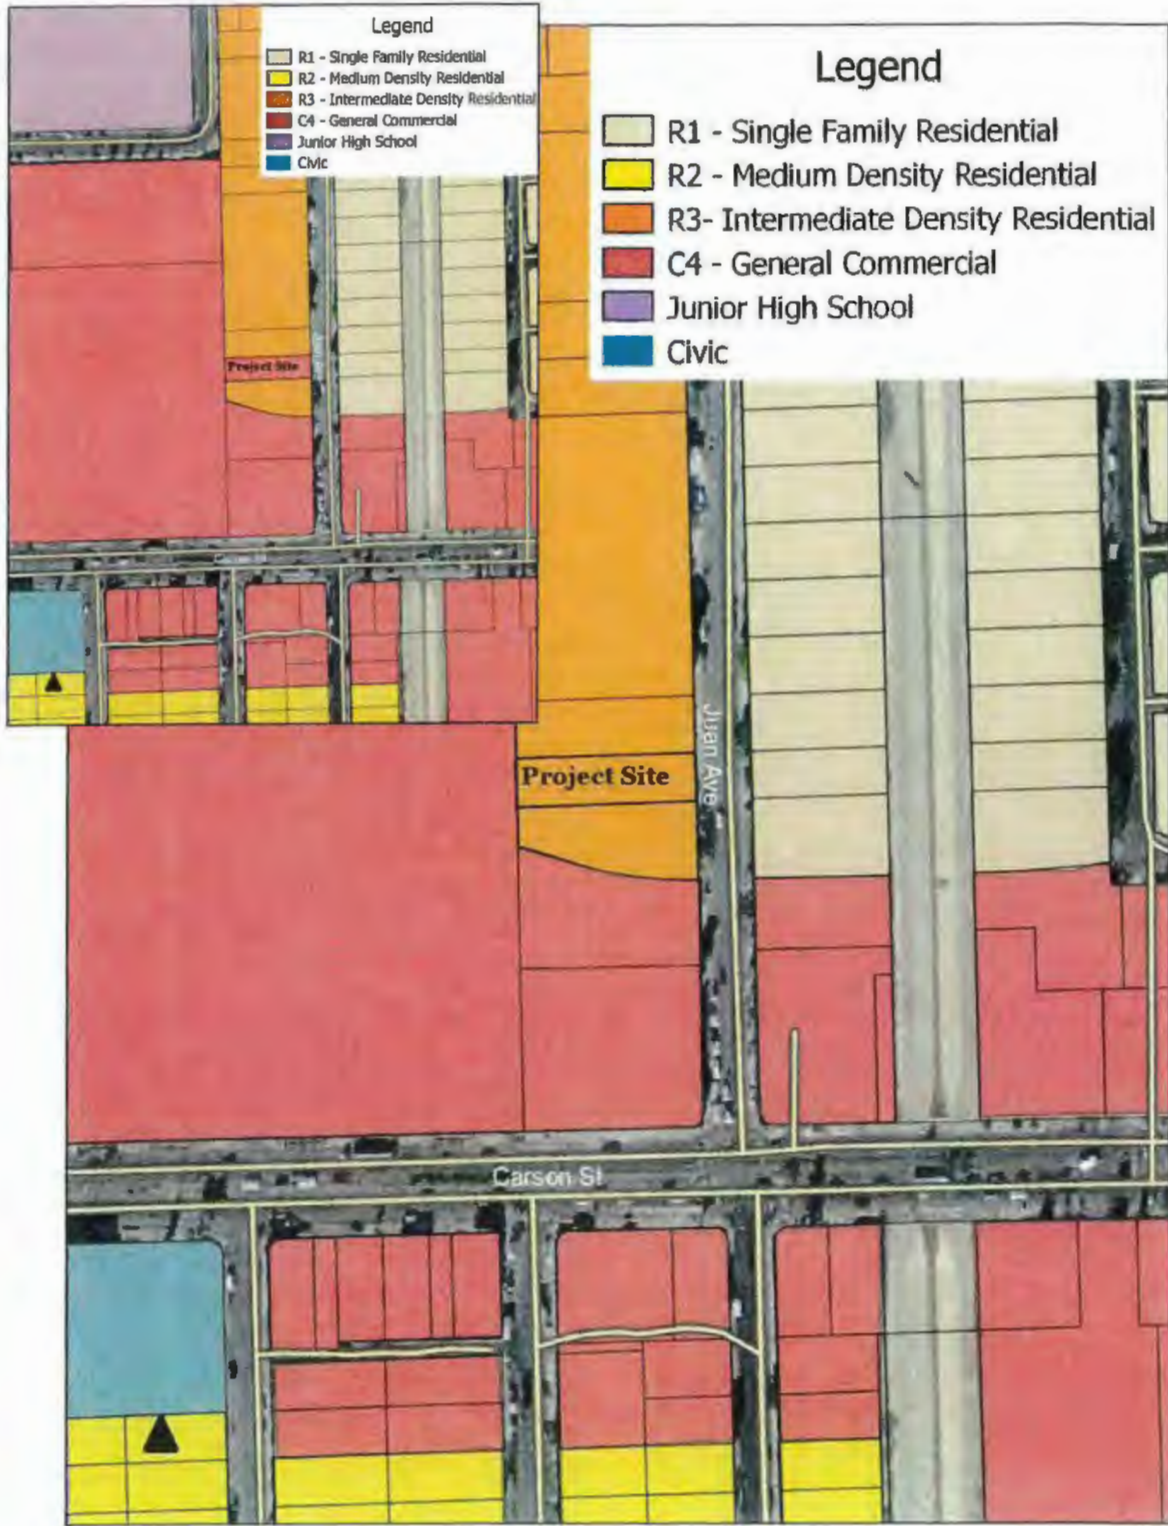 Legend
R1 - Single Family Residential
R2 - Medium Density Residential
R3 - Intermediate Density Residential
C4 - General Commercial
Junior High School
Civic
Project Site
Legend
R1 - Single Family Residential
R2 - Medium Density Residential
R3- Intermediate Density Residential
C4 - General Commercial
Junior High School
Civic
Juan Ave
Project Site
Carson St